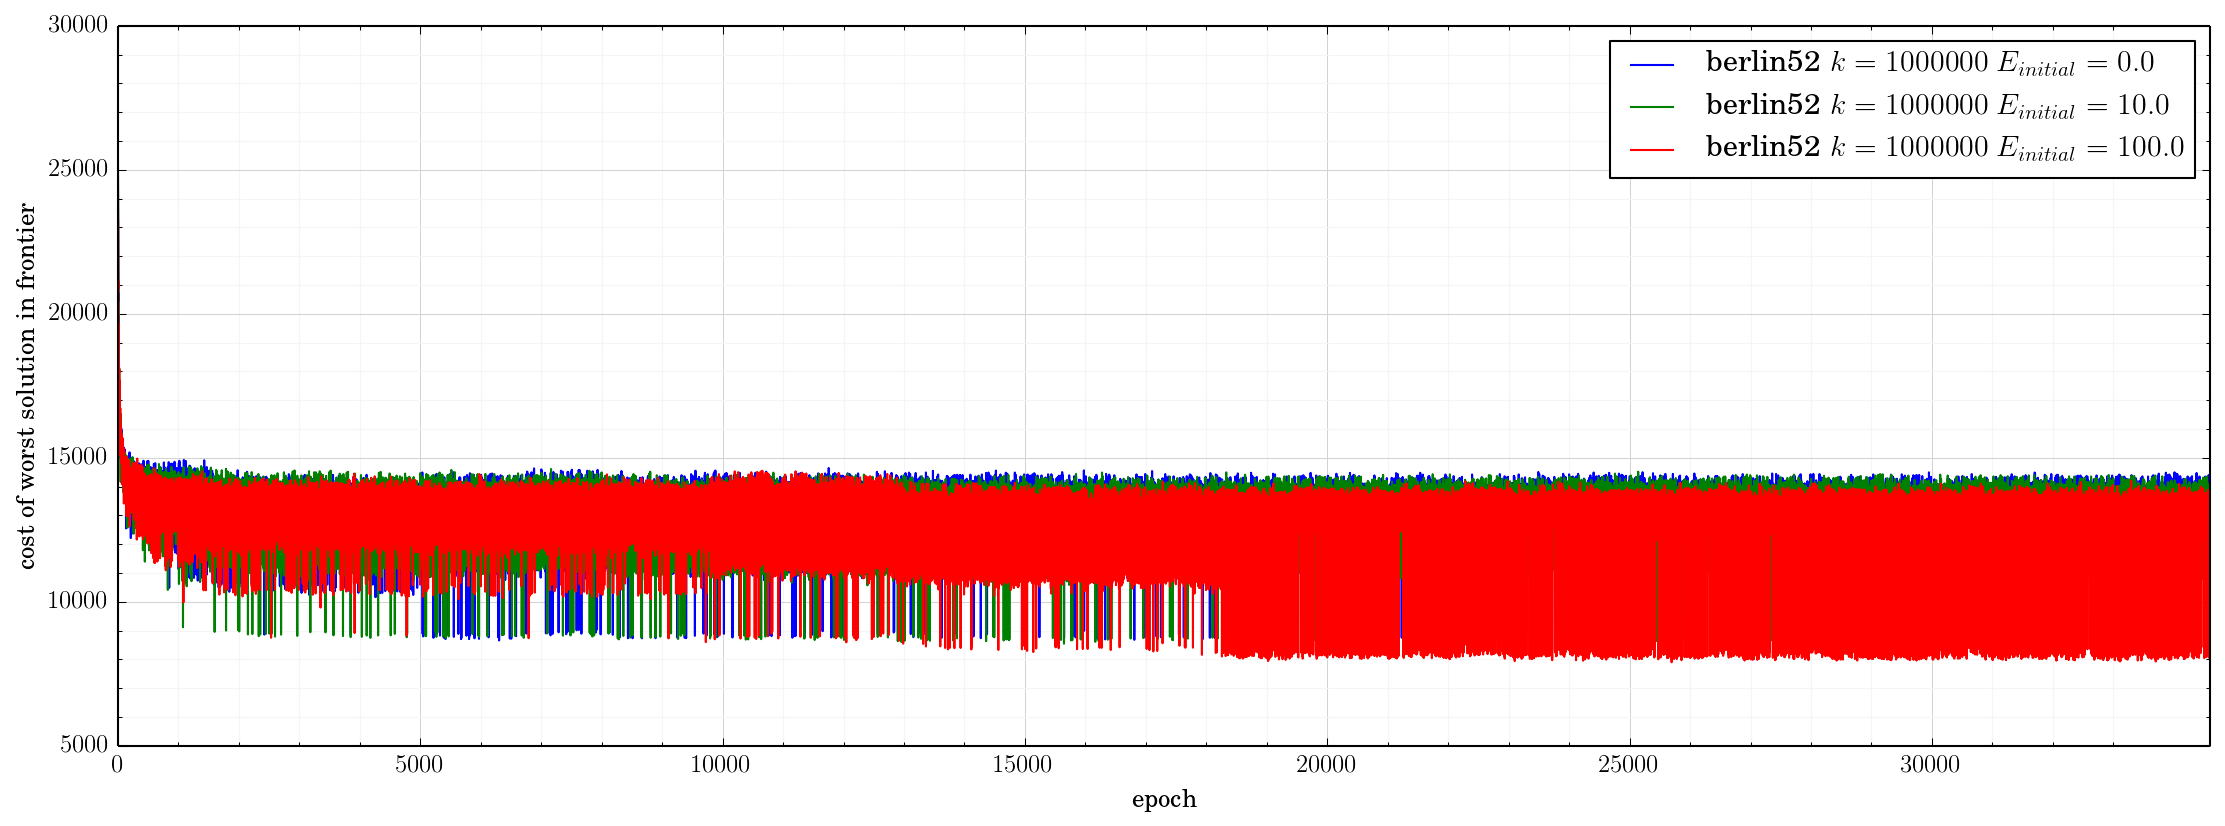 30000
25000
20000
15000
10000
5000
cost of worst solution in frontier
berlin52 k = 1000000 E_initial = 0.0
berlin52 k = 1000000 E_initial = 10.0
berlin52 k = 1000000 E_initial = 100.0
0 5000 10000 15000 20000 25000 30000
epoch